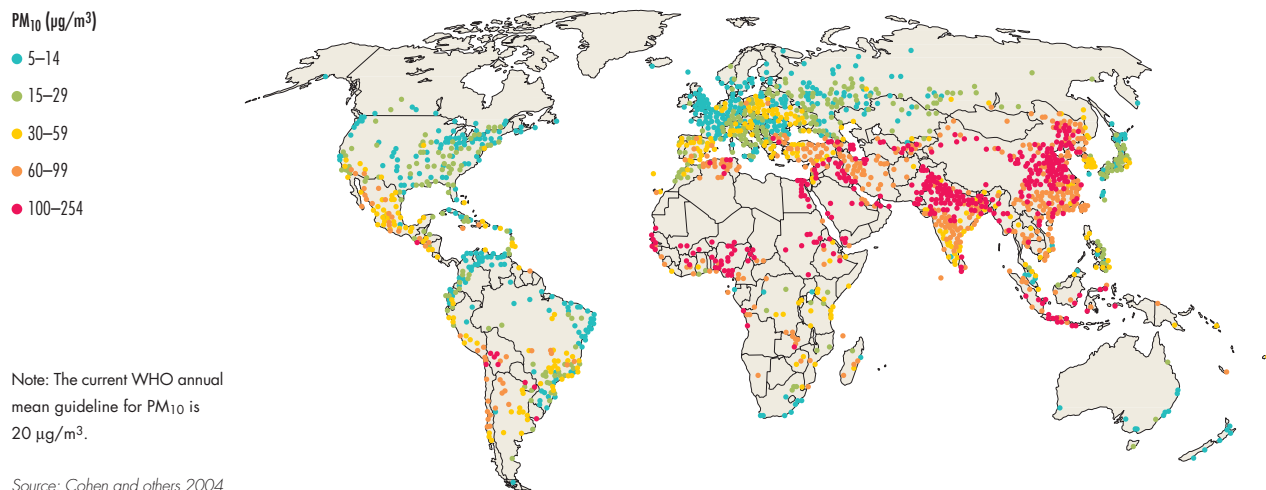 PM₁₀ (µg/m³)
5–14
15–29
30–59
60–99
100–254
Note: The current WHO annual
mean guideline for PM₁₀ is
20 µg/m³.
Source: Cohen and others 2004